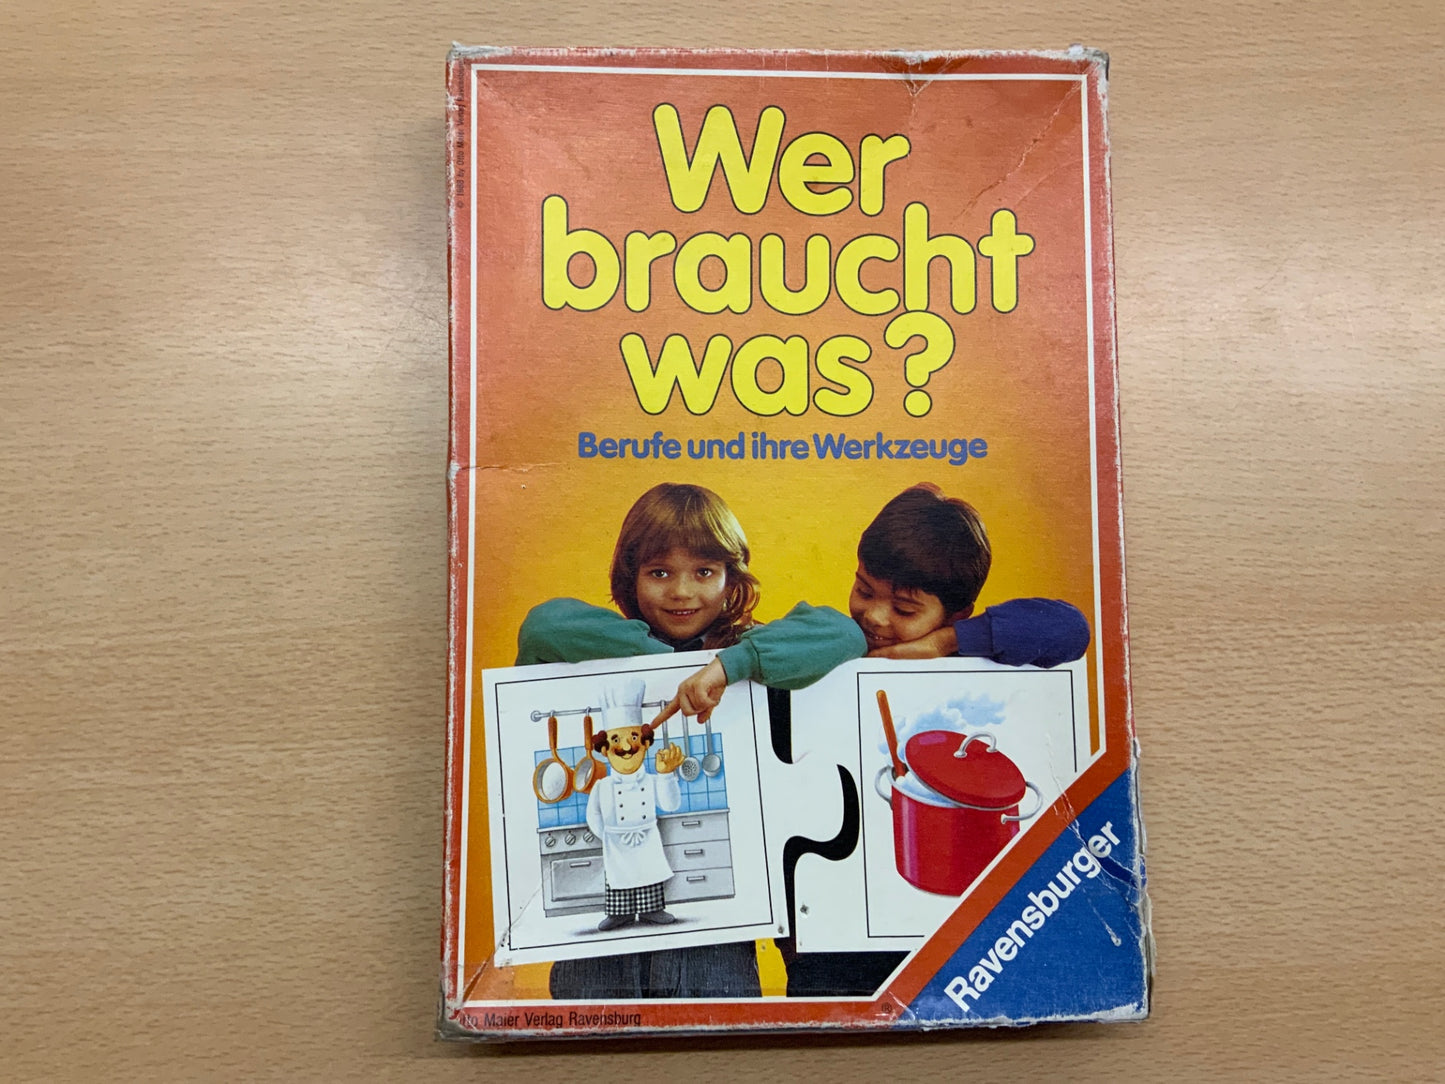 Wer
braucht
was?
Berufe und ihre Werkzeuge
Ravensburger
Maier Verlag Ravensburg
®